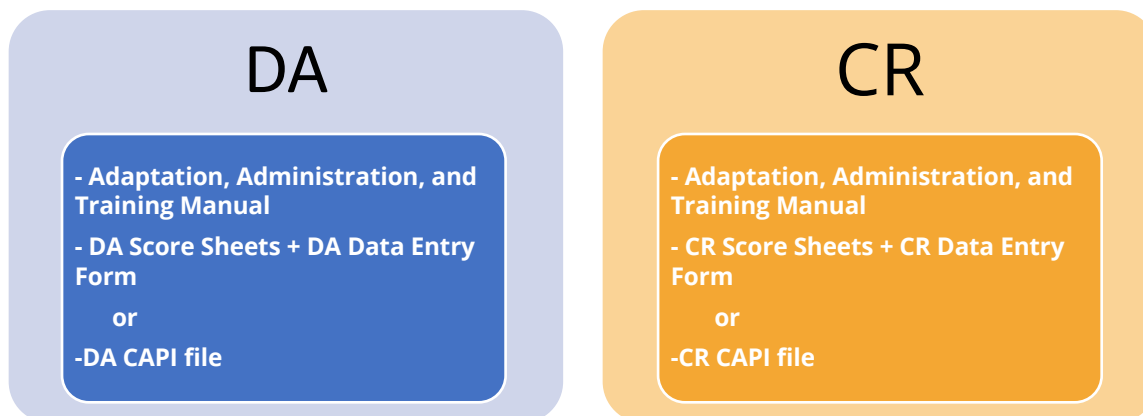 DA
- Adaptation, Administration, and
Training Manual
- DA Score Sheets + DA Data Entry
Form
or
-DA CAPI file
CR
- Adaptation, Administration, and
Training Manual
- CR Score Sheets + CR Data Entry
Form
or
-CR CAPI file